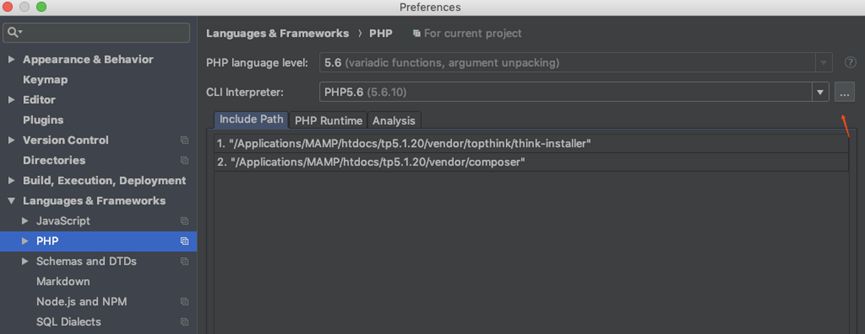 Preferences
Languages & Frameworks › PHP For current project
PHP language level: 5.6 (variadic functions, argument unpacking) ?
CLI Interpreter: PHP5.6 (5.6.10) ...
Include Path PHP Runtime Analysis
1. "/Applications/MAMP/htdocs/tp5.1.20/vendor/topthink/think-installer"
2. "/Applications/MAMP/htdocs/tp5.1.20/vendor/composer"
Appearance & Behavior
Keymap
Editor
Plugins
Version Control
Directories
Build, Execution, Deployment
Languages & Frameworks
JavaScript
PHP
Schemas and DTDs
Markdown
Node.js and NPM
SQL Dialects